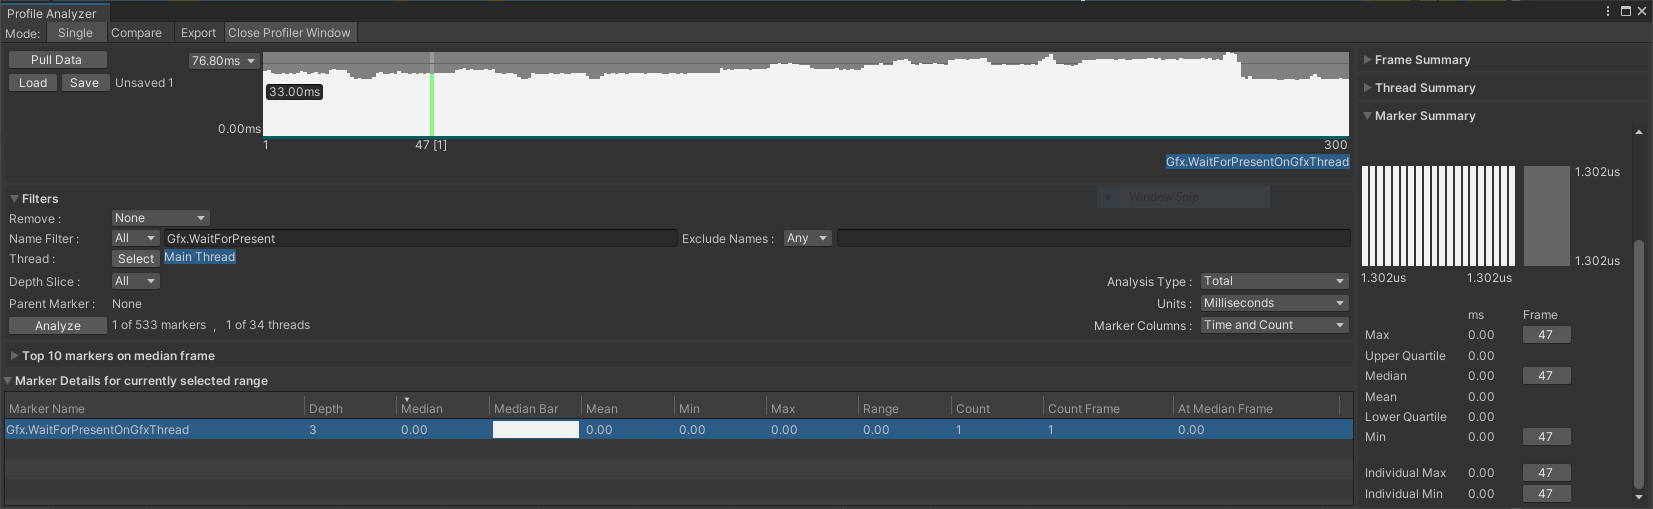 Profile Analyzer
Mode: Single Compare Export Close Profiler Window
Pull Data
Load Save Unsaved 1
76.80ms
33.00ms
0.00ms
1 47 [1] 300
Gfx.WaitForPresentOnGfxThread
Filters
Window Snip
Remove : None
Name Filter : All Gfx.WaitForPresent Exclude Names : Any
Thread : Select Main Thread
Depth Slice : All Analysis Type : Total
Parent Marker : None Units : Milliseconds
Analyze 1 of 533 markers , 1 of 34 threads Marker Columns : Time and Count
Top 10 markers on median frame
Marker Details for currently selected range
Marker Name Depth Median Median Bar Mean Min Max Range Count Count Frame At Median Frame
Gfx.WaitForPresentOnGfxThread 3 0.00 0.00 0.00 0.00 0.00 1 1 0.00
Frame Summary
Thread Summary
Marker Summary
1.302us
1.302us
1.302us 1.302us
ms Frame
Max 0.00 47
Upper Quartile 0.00
Median 0.00 47
Mean 0.00
Lower Quartile 0.00
Min 0.00 47
Individual Max 0.00 47
Individual Min 0.00 47